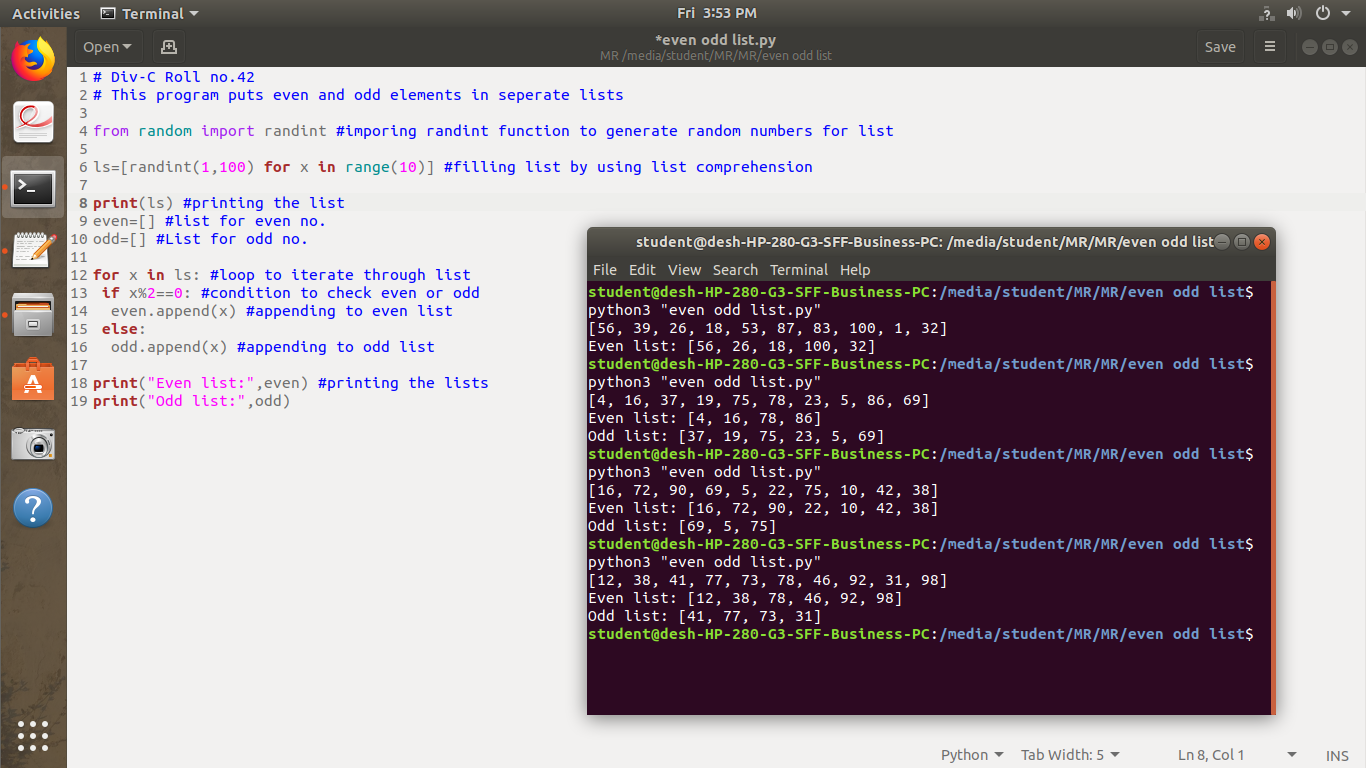 Activities Terminal Fri 3:53 PM
Open *even odd list.py Save
MR /media/student/MR/MR/even odd list
1 # Div-C Roll no.42
2 # This program puts even and odd elements in seperate lists
3
4 from random import randint #imporing randint function to generate random numbers for list
5
6 ls=[randint(1,100) for x in range(10)] #filling list by using list comprehension
7
8 print(ls) #printing the list
9 even=[] #list for even no.
10 odd=[] #List for odd no.
11
12 for x in ls: #loop to iterate through list
13  if x%2==0: #condition to check even or odd
14   even.append(x) #appending to even list
15  else:
16   odd.append(x) #appending to odd list
17
18 print("Even list:",even) #printing the lists
19 print("Odd list:",odd)
student@desh-HP-280-G3-SFF-Business-PC: /media/student/MR/MR/even odd list
File Edit View Search Terminal Help
student@desh-HP-280-G3-SFF-Business-PC:/media/student/MR/MR/even odd list$
python3 "even odd list.py"
[56, 39, 26, 18, 53, 87, 83, 100, 1, 32]
Even list: [56, 26, 18, 100, 32]
student@desh-HP-280-G3-SFF-Business-PC:/media/student/MR/MR/even odd list$
python3 "even odd list.py"
[4, 16, 37, 19, 75, 78, 23, 5, 86, 69]
Even list: [4, 16, 78, 86]
Odd list: [37, 19, 75, 23, 5, 69]
student@desh-HP-280-G3-SFF-Business-PC:/media/student/MR/MR/even odd list$
python3 "even odd list.py"
[16, 72, 90, 69, 5, 22, 75, 10, 42, 38]
Even list: [16, 72, 90, 22, 10, 42, 38]
Odd list: [69, 5, 75]
student@desh-HP-280-G3-SFF-Business-PC:/media/student/MR/MR/even odd list$
python3 "even odd list.py"
[12, 38, 41, 77, 73, 78, 46, 92, 31, 98]
Even list: [12, 38, 78, 46, 92, 98]
Odd list: [41, 77, 73, 31]
student@desh-HP-280-G3-SFF-Business-PC:/media/student/MR/MR/even odd list$
Python Tab Width: 5 Ln 8, Col 1 INS